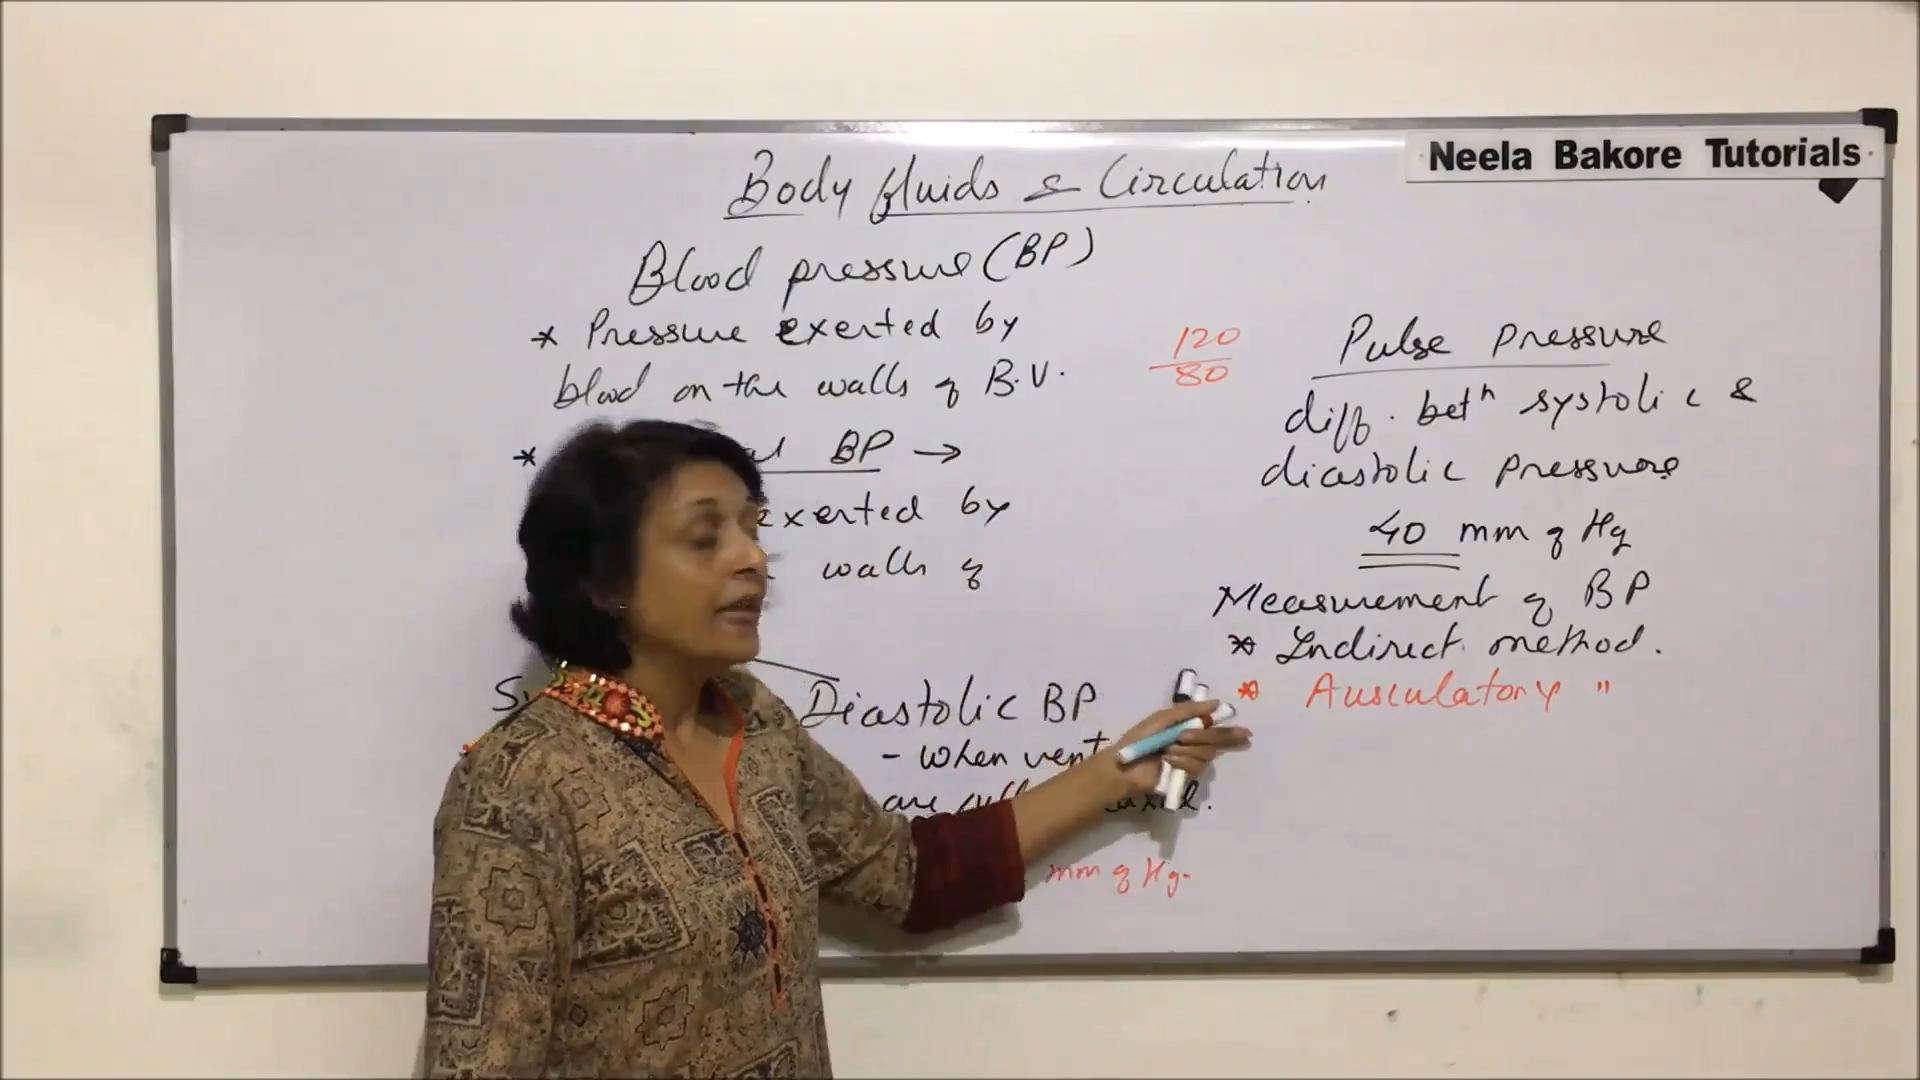 Neela Bakore Tutorials
Body fluids & Circulation
Blood pressure (BP)
* Pressure exerted by
blood on the walls of B.V.
* BP →
exerted by
walls of
Diastolic BP
- When vent
are
mm of Hg.
120
80
Pulse pressure
diff. betn systolic &
diastolic pressure
40 mm of Hg
Measurement of BP
* Indirect method.
* Ausculatory "